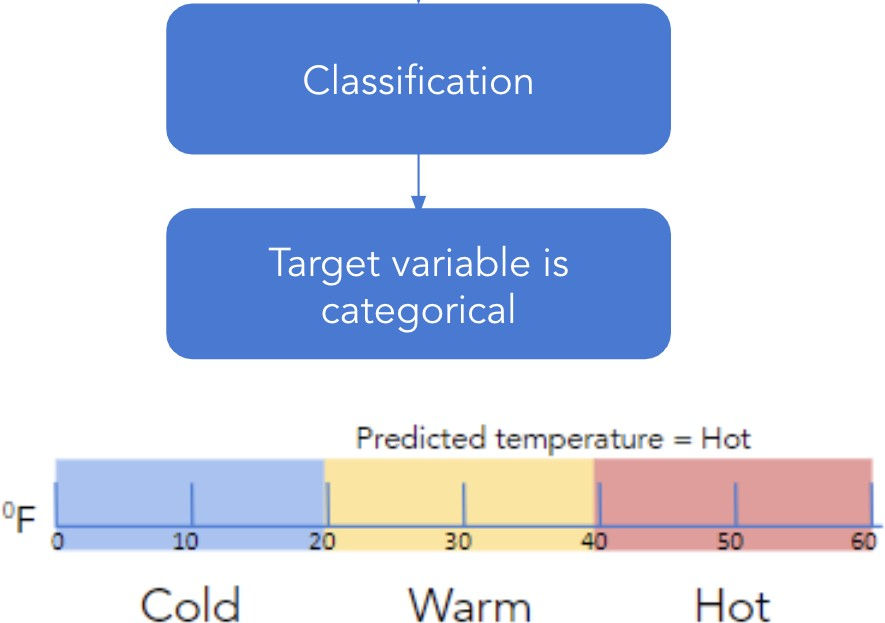 Classification
Target variable is
categorical
Predicted temperature = Hot
⁰F
0 10 20 30 40 50 60
Cold Warm Hot